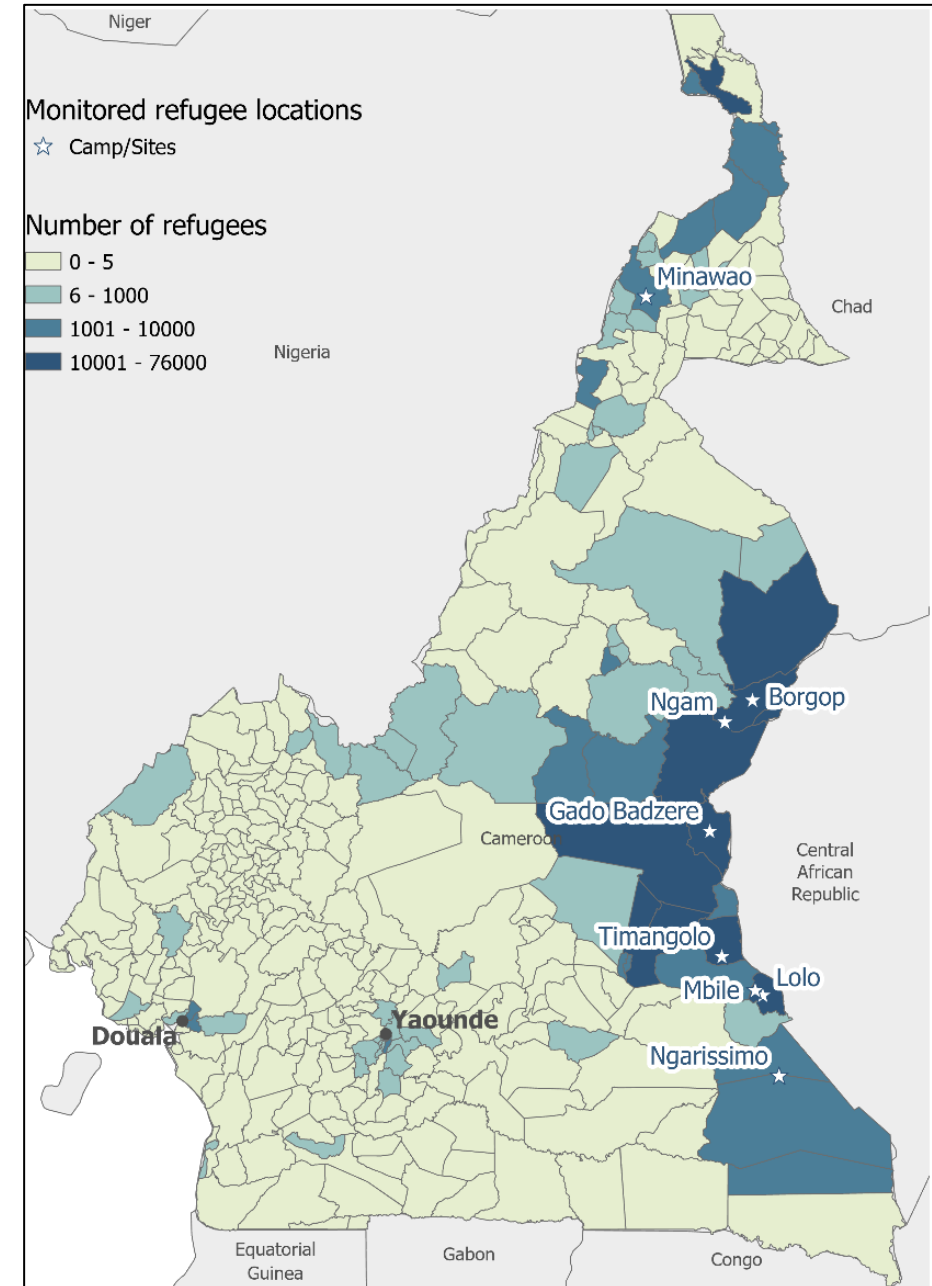 Niger
Monitored refugee locations
Camp/Sites
Number of refugees
0 - 5
6 - 1000
1001 - 10000
10001 - 76000
Minawao
Chad
Nigeria
Ngam
Borgop
Gado Badzere
Cameroo
Central
African
Republic
Timangolo
Mbile
Lolo
Douala
Yaounde
Ngarissimo
Equatorial
Guinea
Gabon
Congo